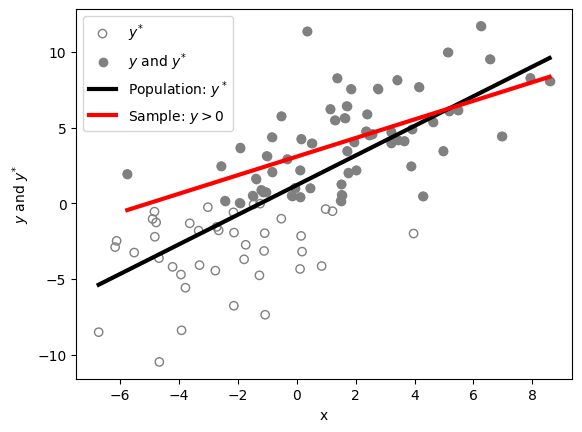 y*
y and y*
Population: y*
Sample: y > 0
10
5
0
−5
−10
y and y*
−6
−4
−2
0
2
4
6
8
x